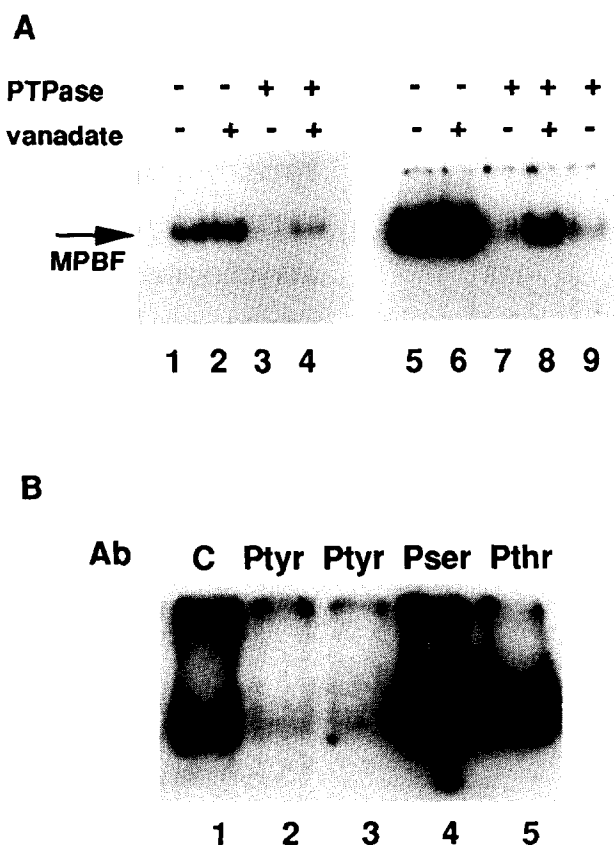 A
PTPase - - + + - - + + +
vanadate - + - + - + - + -
MPBF
1 2 3 4 5 6 7 8 9
B
Ab C Ptyr Ptyr Pser Pthr
1 2 3 4 5